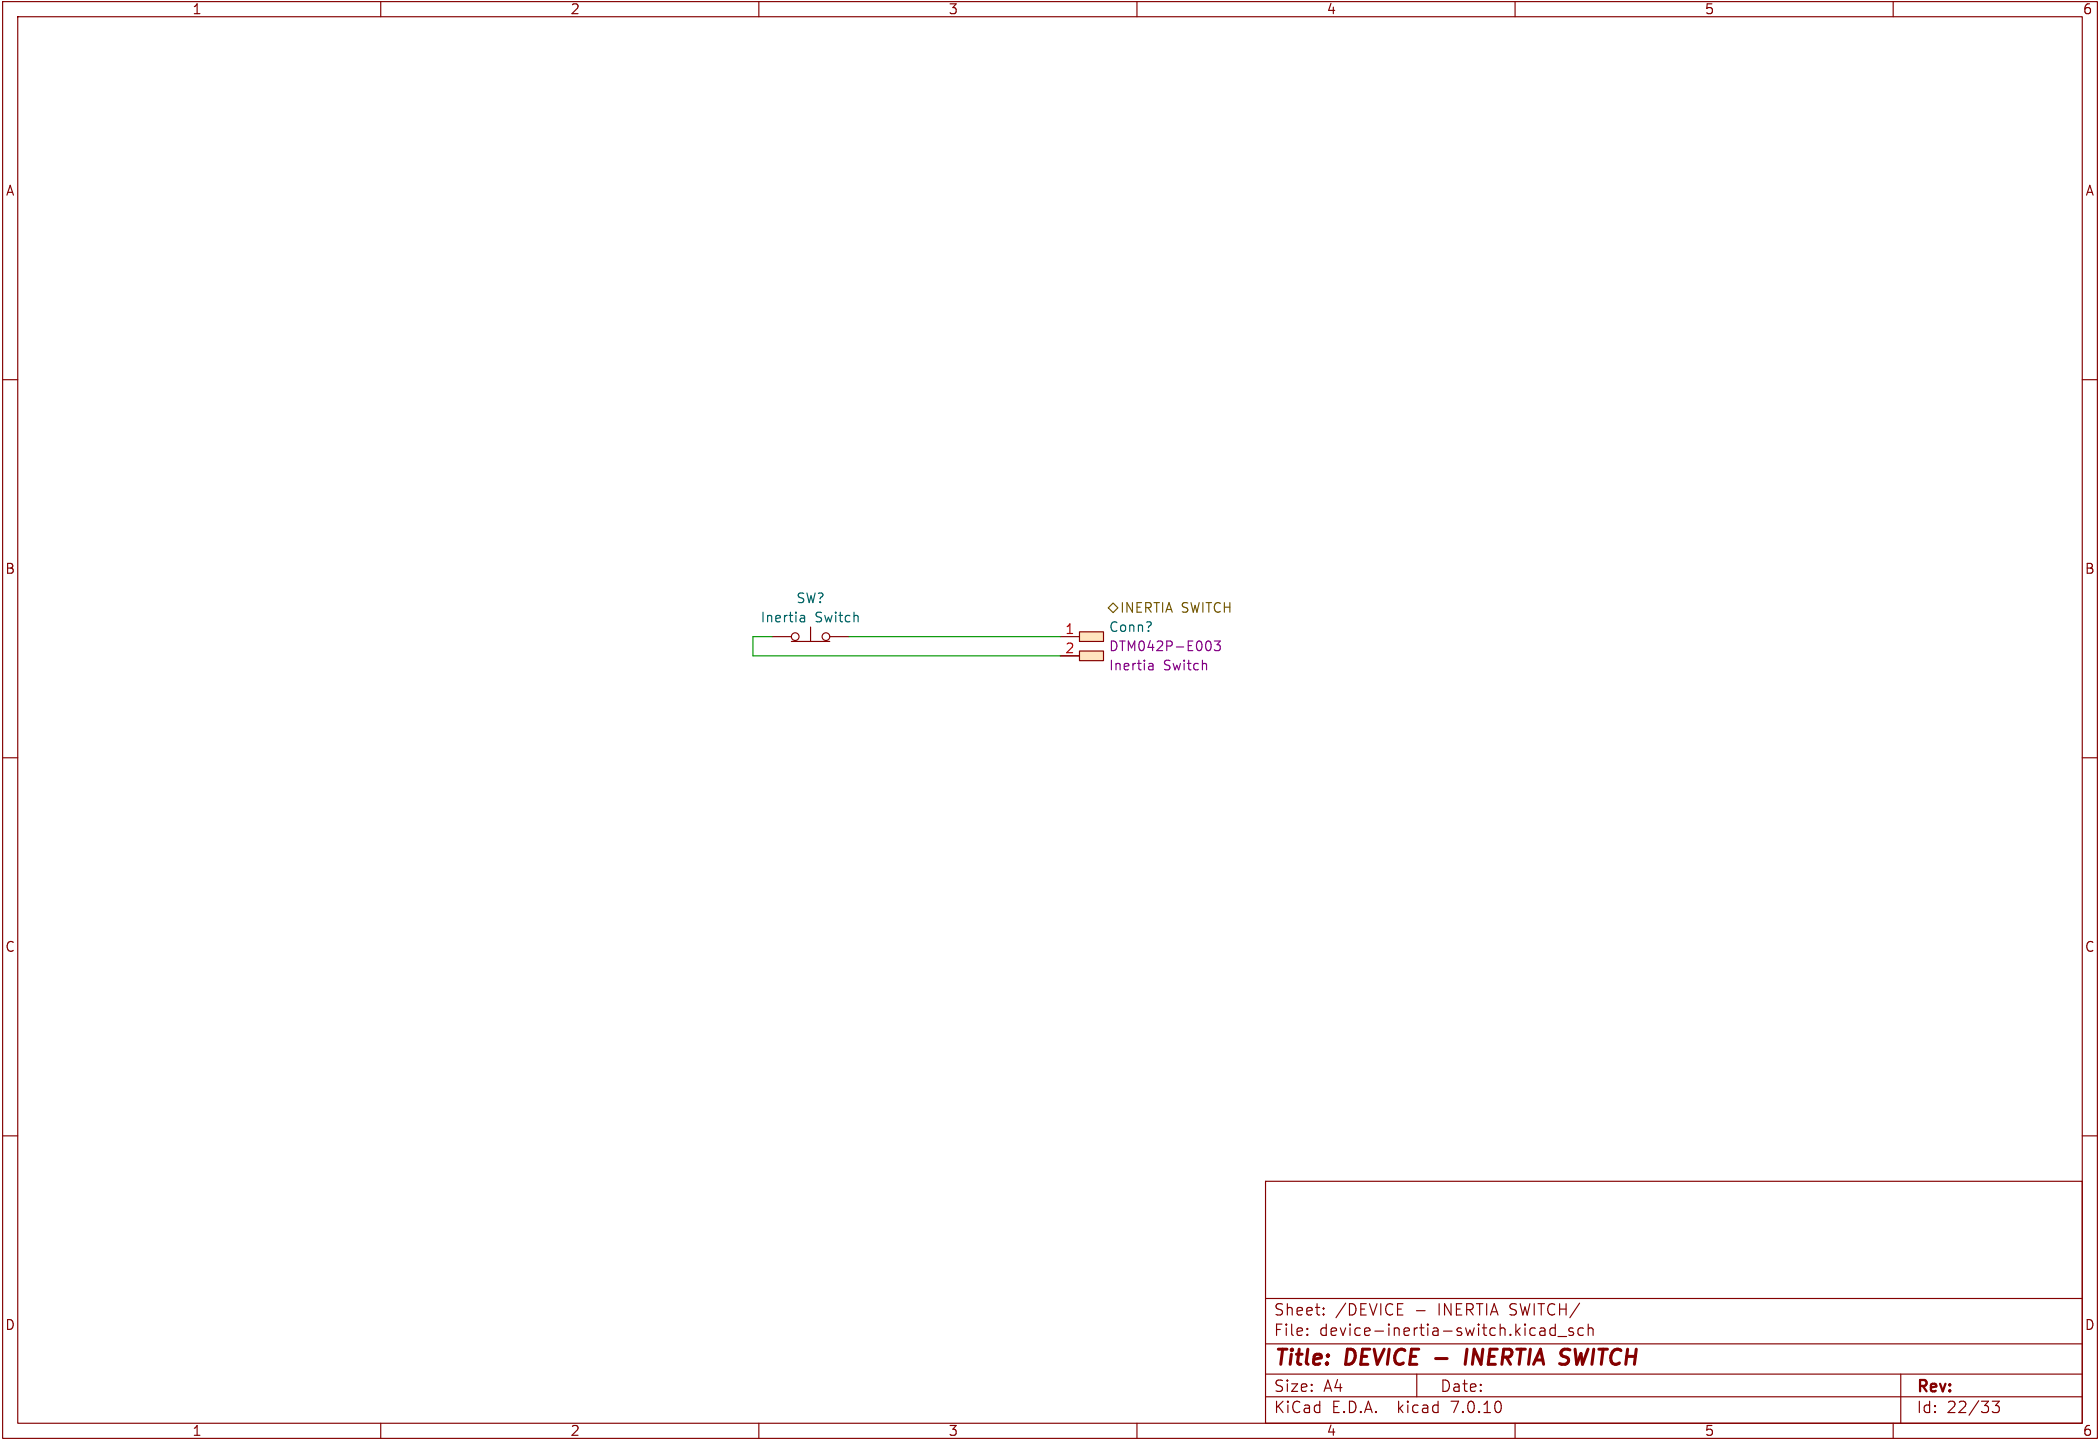 1 2 3 4 5 6
A A
B B
SW?
Inertia Switch
◇INERTIA SWITCH
1 Conn?
2 DTM042P-E003
Inertia Switch
C C
Sheet: /DEVICE - INERTIA SWITCH/
D D
File: device-inertia-switch.kicad_sch
Title: DEVICE - INERTIA SWITCH
Size: A4 Date: Rev:
KiCad E.D.A. kicad 7.0.10 Id: 22/33
1 2 3 4 5 6